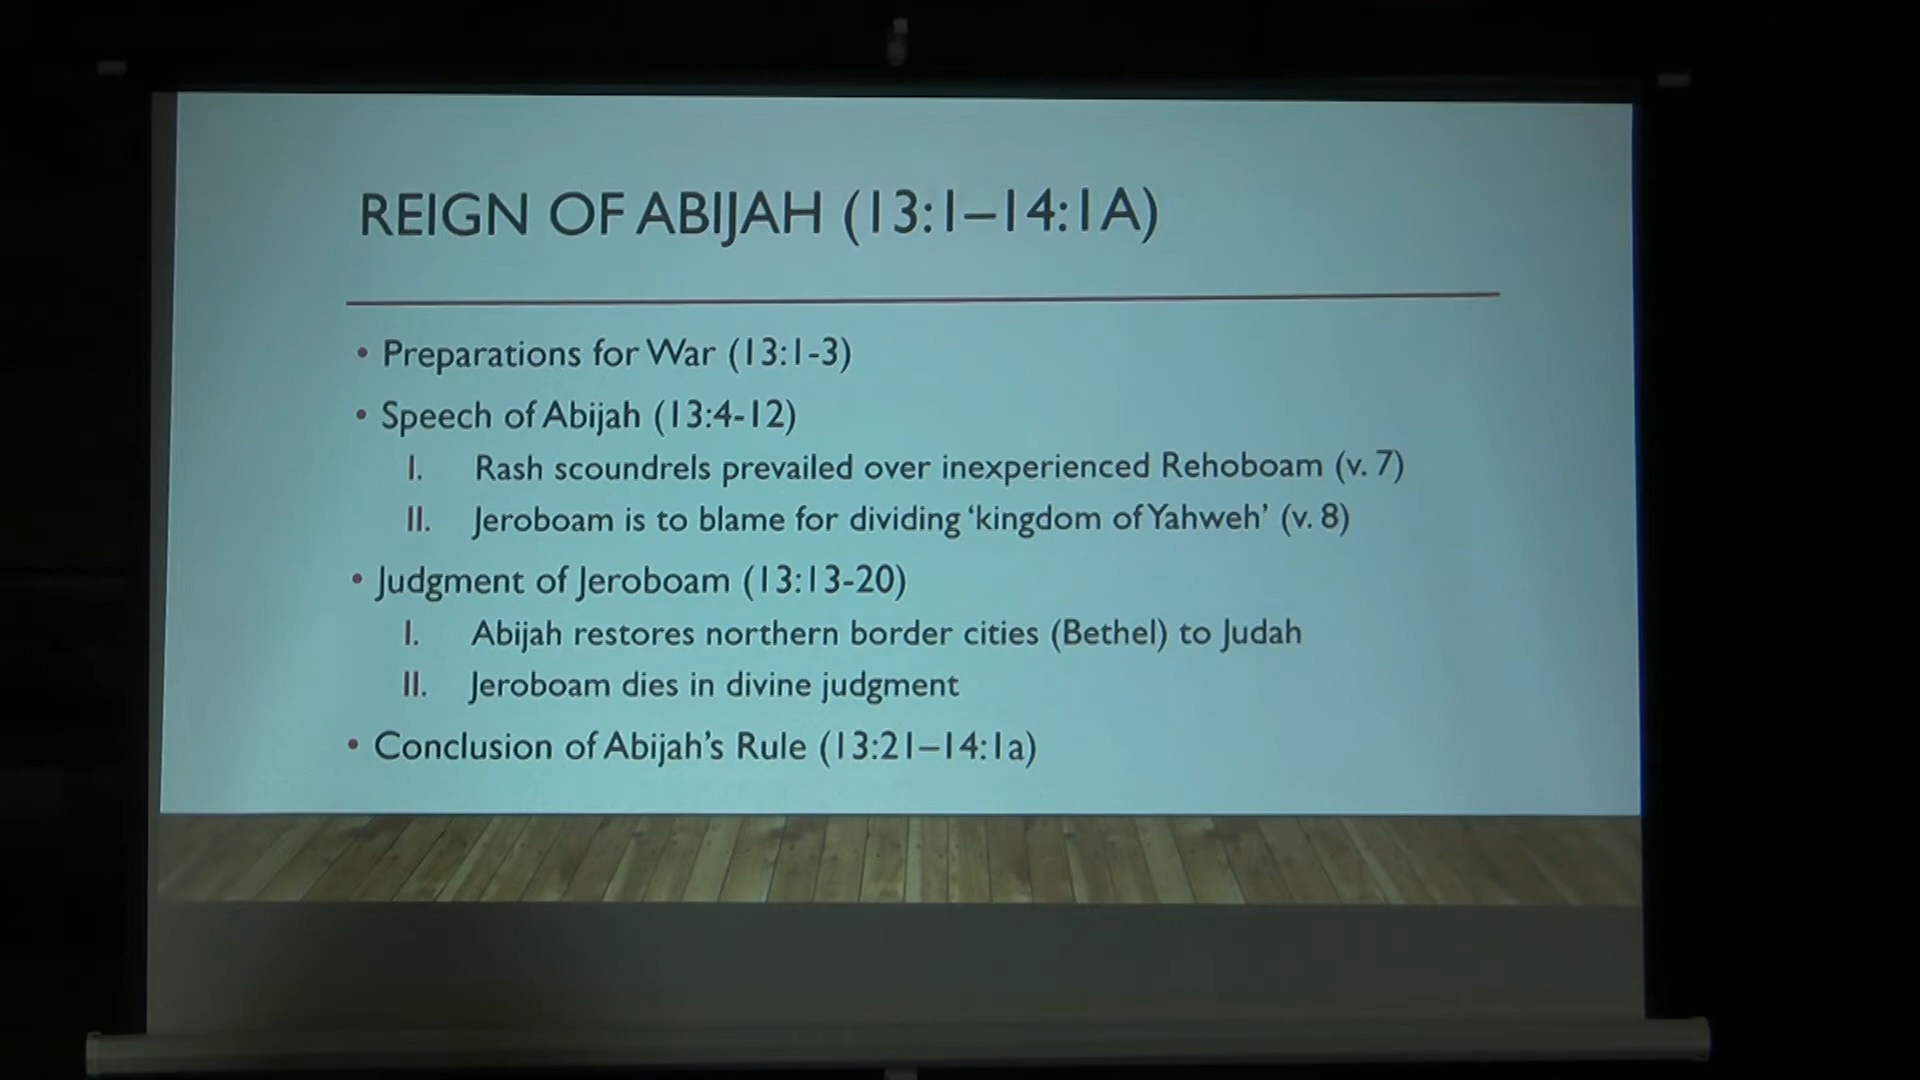 REIGN OF ABIJAH (13:1–14:1A)
• Preparations for War (13:1-3)
• Speech of Abijah (13:4-12)
I. Rash scoundrels prevailed over inexperienced Rehoboam (v. 7)
II. Jeroboam is to blame for dividing ‘kingdom of Yahweh’ (v. 8)
• Judgment of Jeroboam (13:13-20)
I. Abijah restores northern border cities (Bethel) to Judah
II. Jeroboam dies in divine judgment
• Conclusion of Abijah’s Rule (13:21–14:1a)